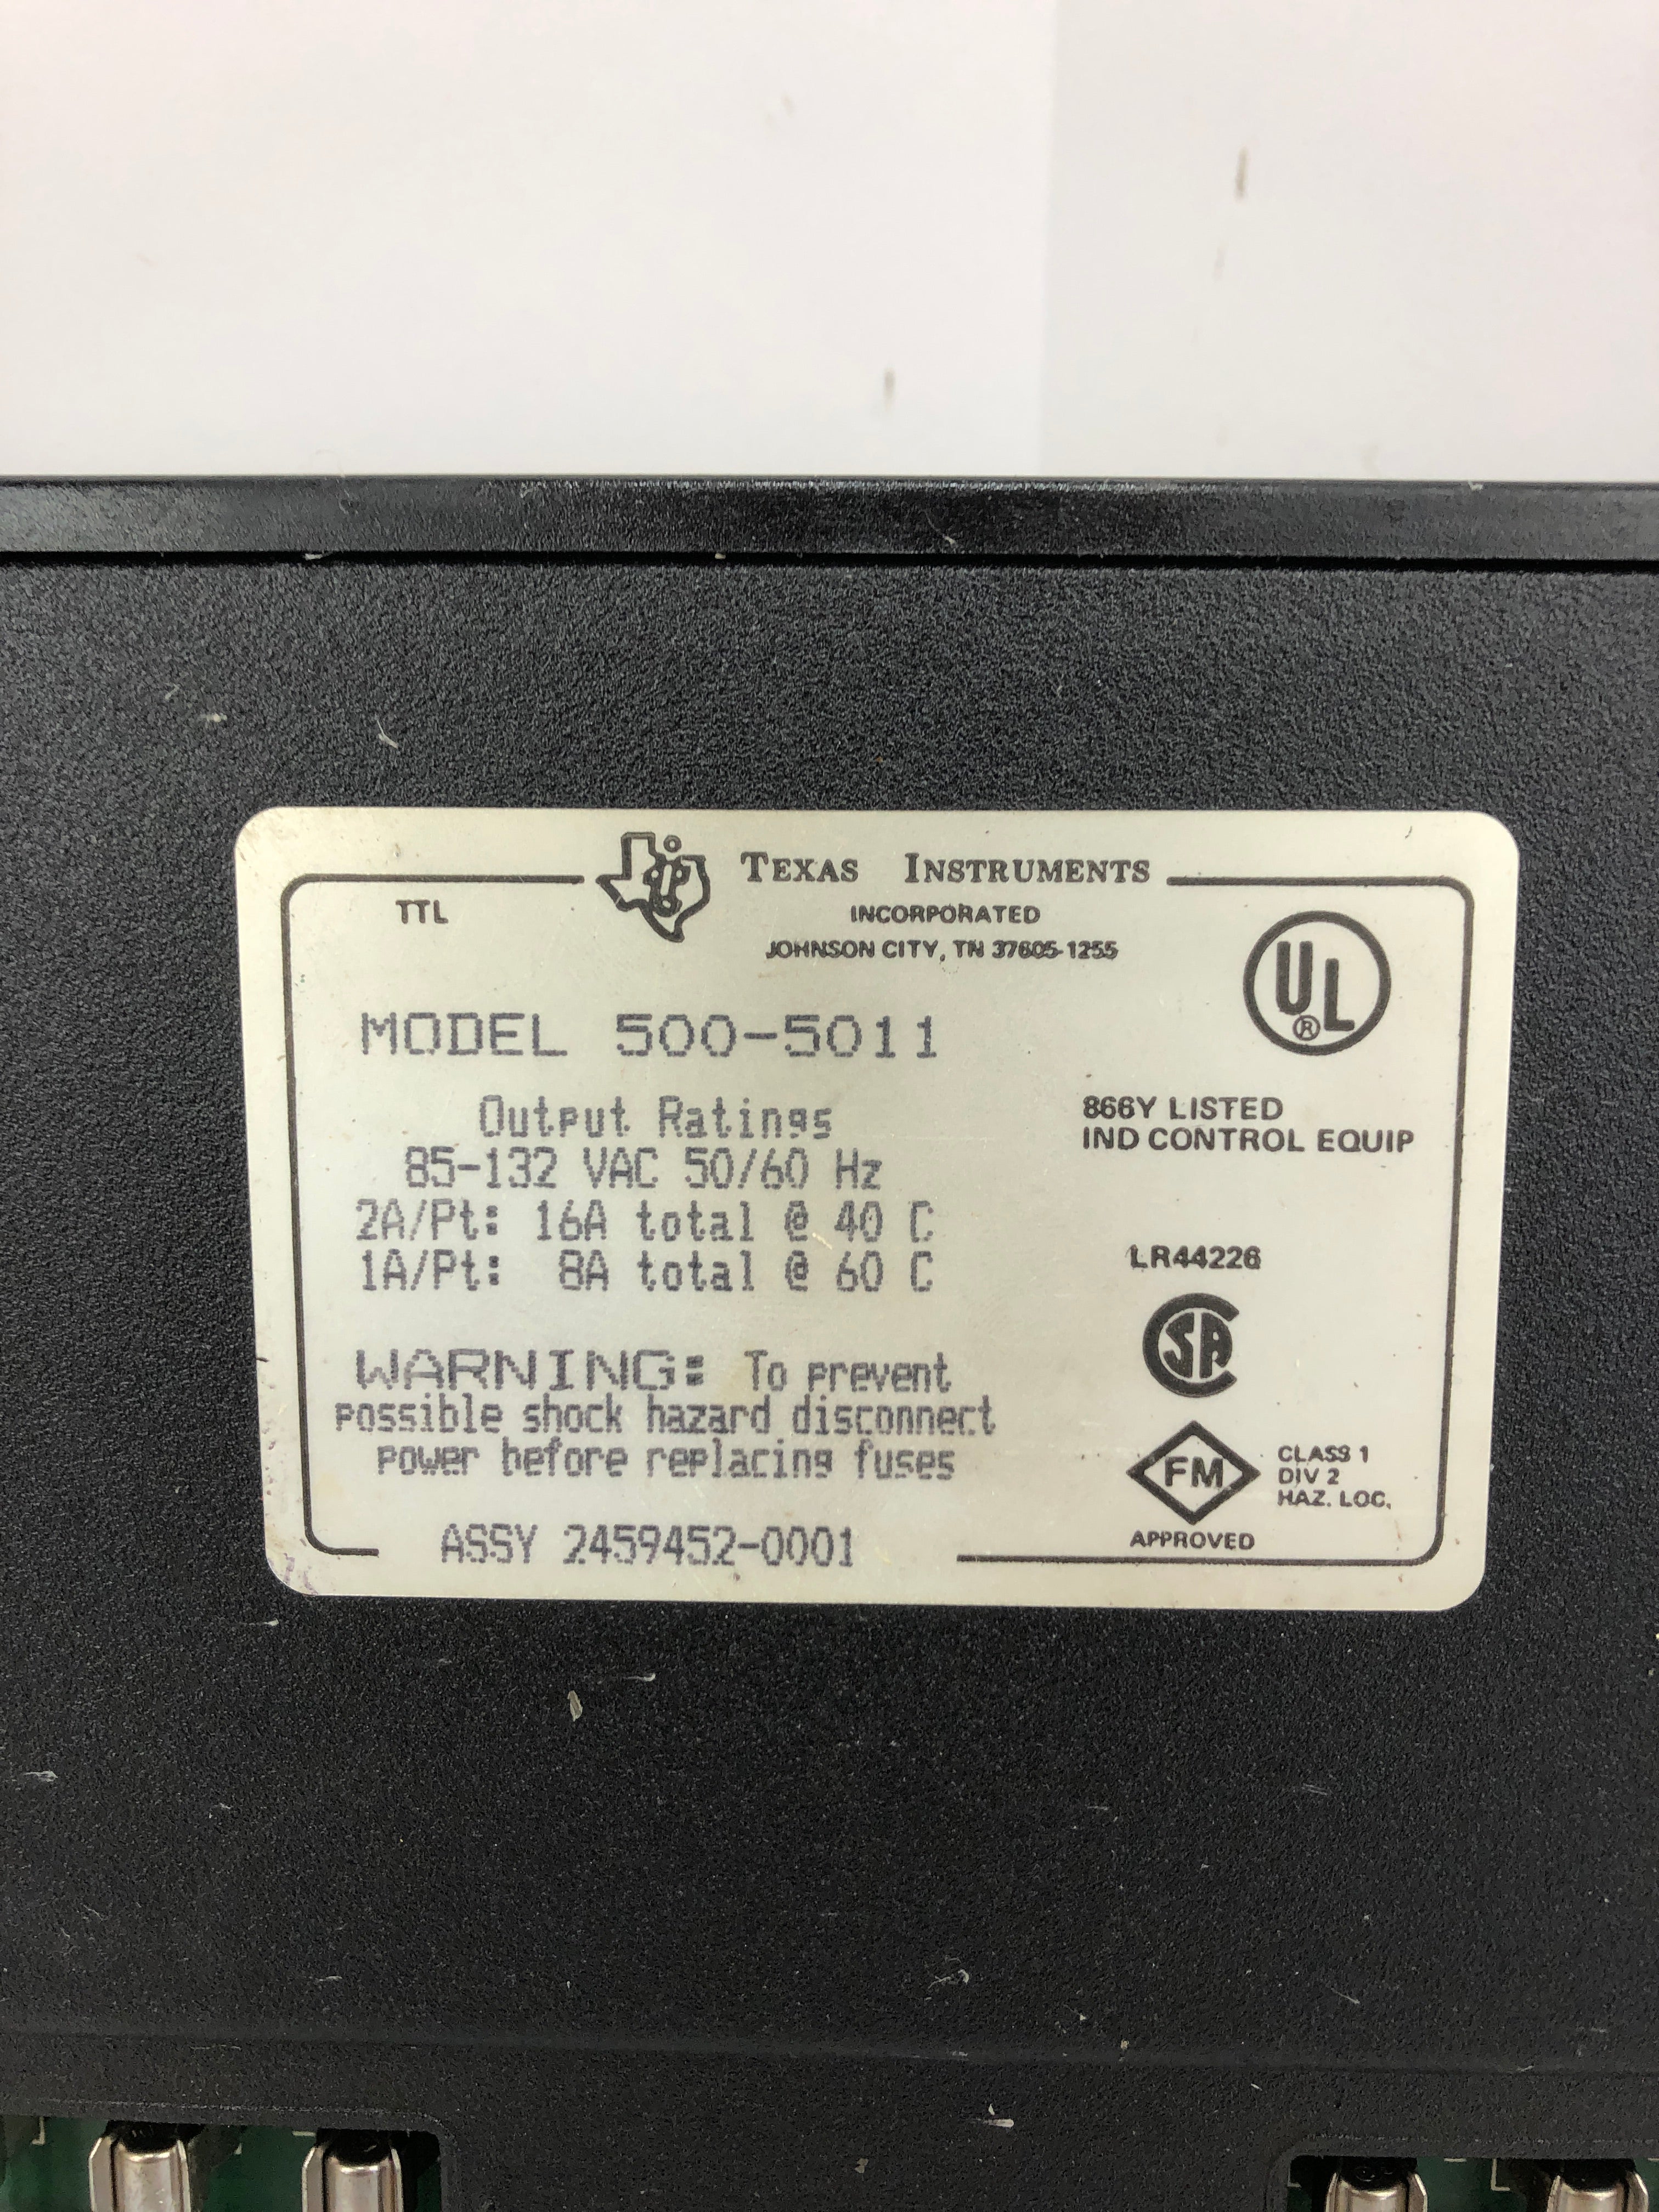 TEXAS INSTRUMENTS
TTL
INCORPORATED
JOHNSON CITY, TN 37605-1255
UL®
MODEL 500-5011
Output Ratings
85-132 VAC 50/60 Hz
2A/Pt: 16A total @ 40 C
1A/Pt: 8A total @ 60 C
866Y LISTED
IND CONTROL EQUIP
LR44226
SA
WARNING: To prevent
possible shock hazard disconnect
power before replacing fuses
FM
CLASS 1
DIV 2
HAZ. LOC.
APPROVED
ASSY 2459452-0001